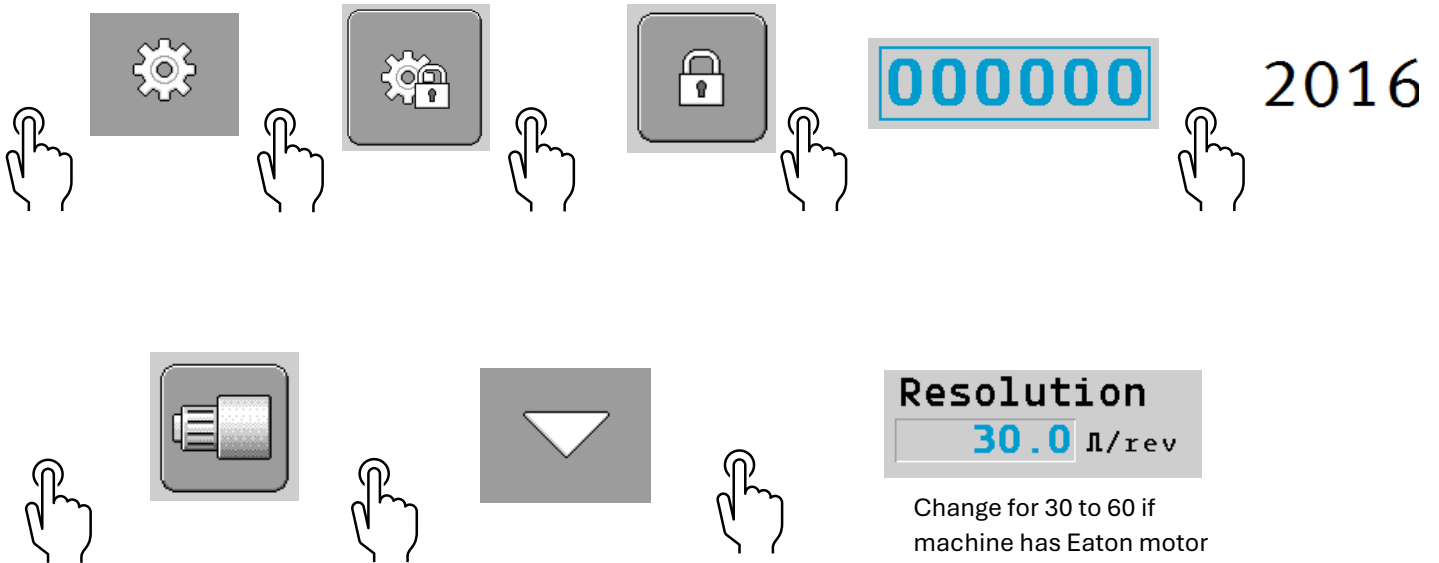 000000
2016
Resolution
30.0 ⎍/rev
Change for 30 to 60 if
machine has Eaton motor